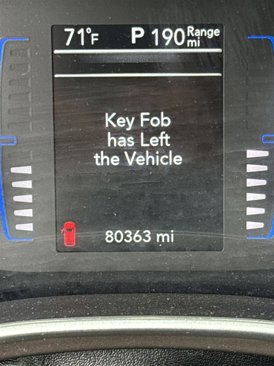 71°F P 190 Range mi
Key Fob
has Left
the Vehicle
80363 mi